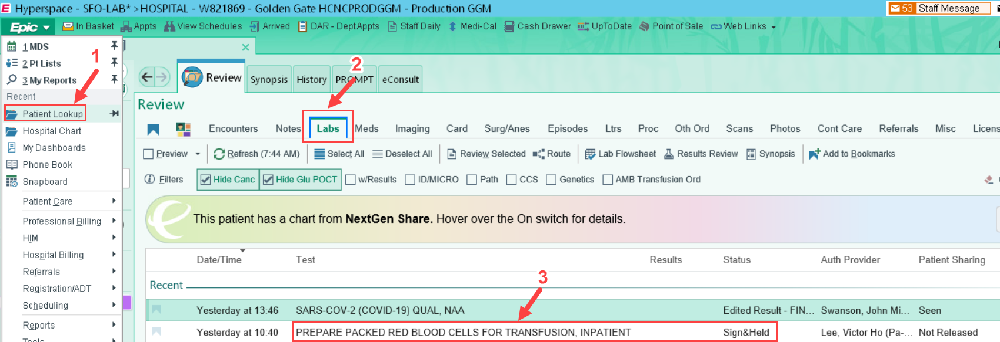 Hyperspace - SFO-LAB* >HOSPITAL - W821869 - Golden Gate HCNCPRODGGM - Production GGM
53 Staff Message
Epic In Basket Appts View Schedules Arrived DAR - Dept Appts Staff Daily Medi-Cal Cash Drawer UpToDate Point of Sale Web Links
1 MDS
2 Pt Lists
3 My Reports
Recent
Patient Lookup
Hospital Chart
My Dashboards
Phone Book
Snapboard
Patient Care
Professional Billing
HIM
Hospital Billing
Referrals
Registration/ADT
Scheduling
Reports
Tools
1
2
3
Review Synopsis History PROMPT eConsult
Review
Encounters Notes Labs Meds Imaging Card Surg/Anes Episodes Ltrs Proc Oth Ord Scans Photos Cont Care Referrals Misc Licens
Preview Refresh (7:44 AM) Select All Deselect All Review Selected Route Lab Flowsheet Results Review Synopsis Add to Bookmarks
Filters Hide Canc Hide Glu POCT w/Results ID/MICRO Path CCS Genetics AMB Transfusion Ord
This patient has a chart from NextGen Share. Hover over the On switch for details.
Date/Time Test Results Status Auth Provider Patient Sharing
Recent
Yesterday at 13:46 SARS-COV-2 (COVID-19) QUAL, NAA Edited Result - FIN... Swanson, John Mi... Seen
Yesterday at 10:40 PREPARE PACKED RED BLOOD CELLS FOR TRANSFUSION, INPATIENT Sign&Held Lee, Victor Ho (Pa-... Not Released